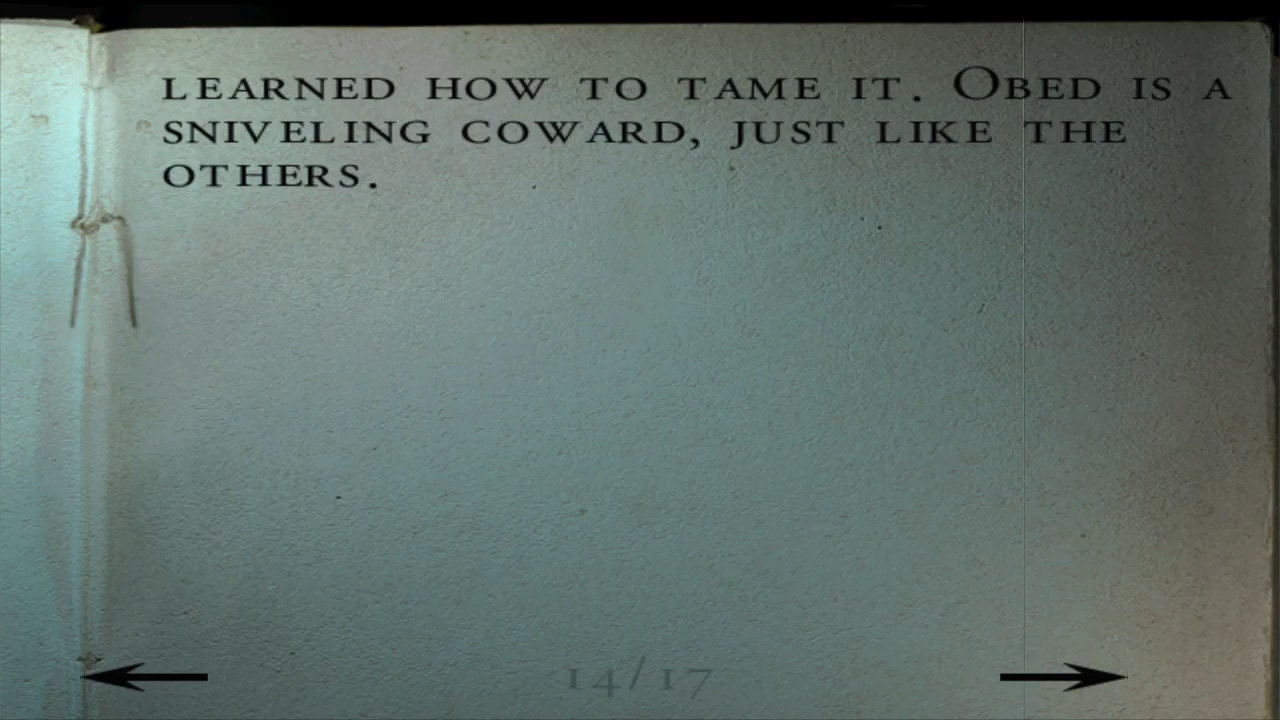 LEARNED HOW TO TAME IT. OBED IS A
SNIVELING COWARD, JUST LIKE THE
OTHERS.
14/17